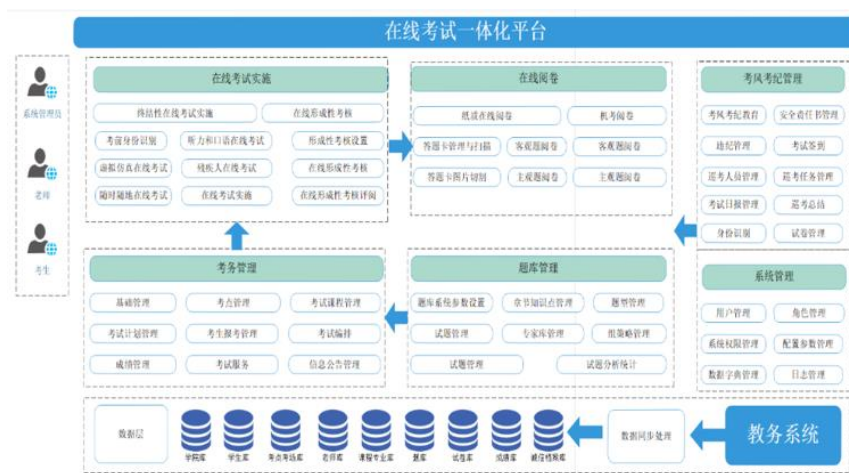 在线考试一体化平台
系统管理员
老师
考生
在线考试实施
终结性在线考试实施
在线形成性考核
考前身份识别
听力和口语在线考试
形成性考核设置
虚拟仿真在线考试
残疾人在线考试
在线形成性考核
随时随地在线考试
在线考试实施
在线形成性考核评阅
在线阅卷
纸质在线阅卷
机考阅卷
答题卡管理与扫描
客观题阅卷
客观题阅卷
答题卡图片切割
主观题阅卷
主观题阅卷
考风考纪管理
考风考纪教育
安全责任书管理
考试签到
巡考人员管理
巡考任务管理
考试日报管理
巡考总结
身份识别
试卷管理
考务管理
基础管理
考点管理
考试课程管理
考试计划管理
考生报考管理
考试编排
成绩管理
考试服务
信息公告管理
题库管理
题库系统参数设置
章节知识点管理
题型管理
试题管理
专家库管理
组策略管理
试题管理
试题分析统计
系统管理
用户管理
角色管理
系统权限管理
配置参数管理
数据字典管理
日志管理
数据层
学院库
学生库
考点考场库
老师库
课程专业库
题库
试卷库
成绩库
诚信档案库
数据同步处理
教务系统